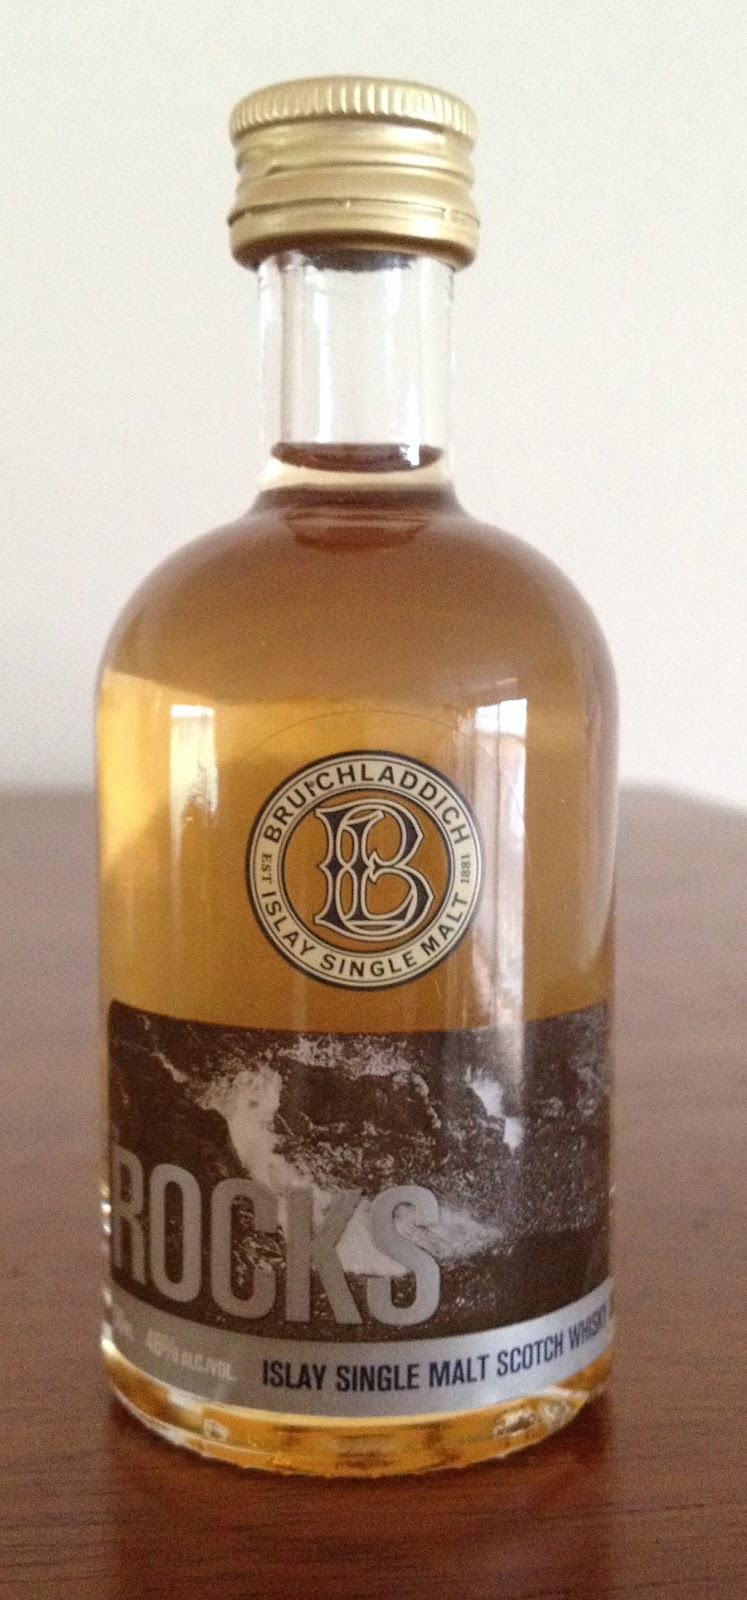 BRUICHLADDICH
EST 1881
ISLAY SINGLE MALT
ROCKS
46% ALC/VOL.
ISLAY SINGLE MALT SCOTCH WHISKY